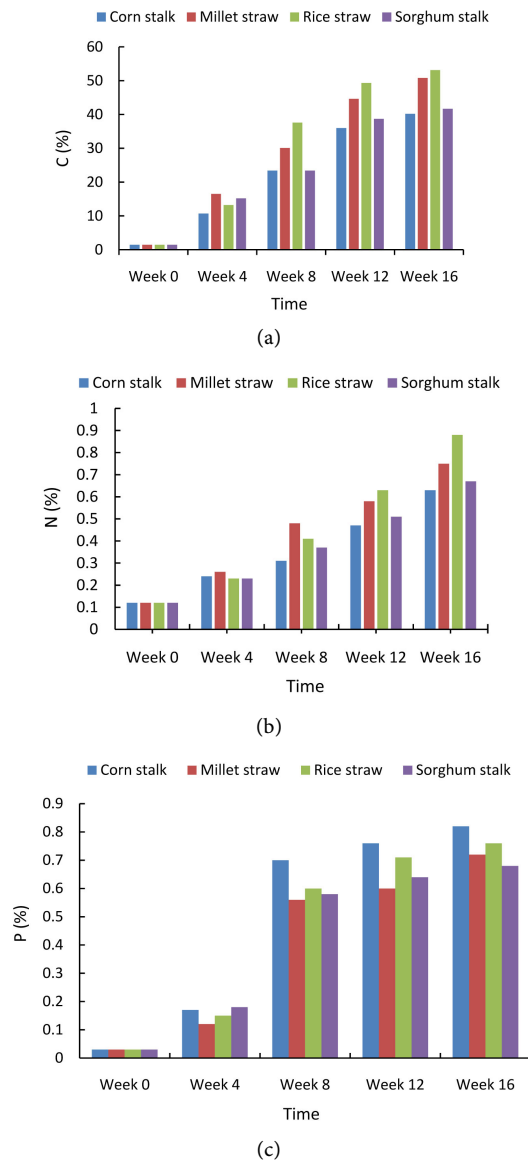 Corn stalk Millet straw Rice straw Sorghum stalk
60
50
40
30
20
10
0
C (%)
Week 0 Week 4 Week 8 Week 12 Week 16
Time
(a)
Corn stalk Millet straw Rice straw Sorghum stalk
1
0.9
0.8
0.7
0.6
0.5
0.4
0.3
0.2
0.1
0
N (%)
Week 0 Week 4 Week 8 Week 12 Week 16
Time
(b)
Corn stalk Millet straw Rice straw Sorghum stalk
0.9
0.8
0.7
0.6
0.5
0.4
0.3
0.2
0.1
0
P (%)
Week 0 Week 4 Week 8 Week 12 Week 16
Time
(c)